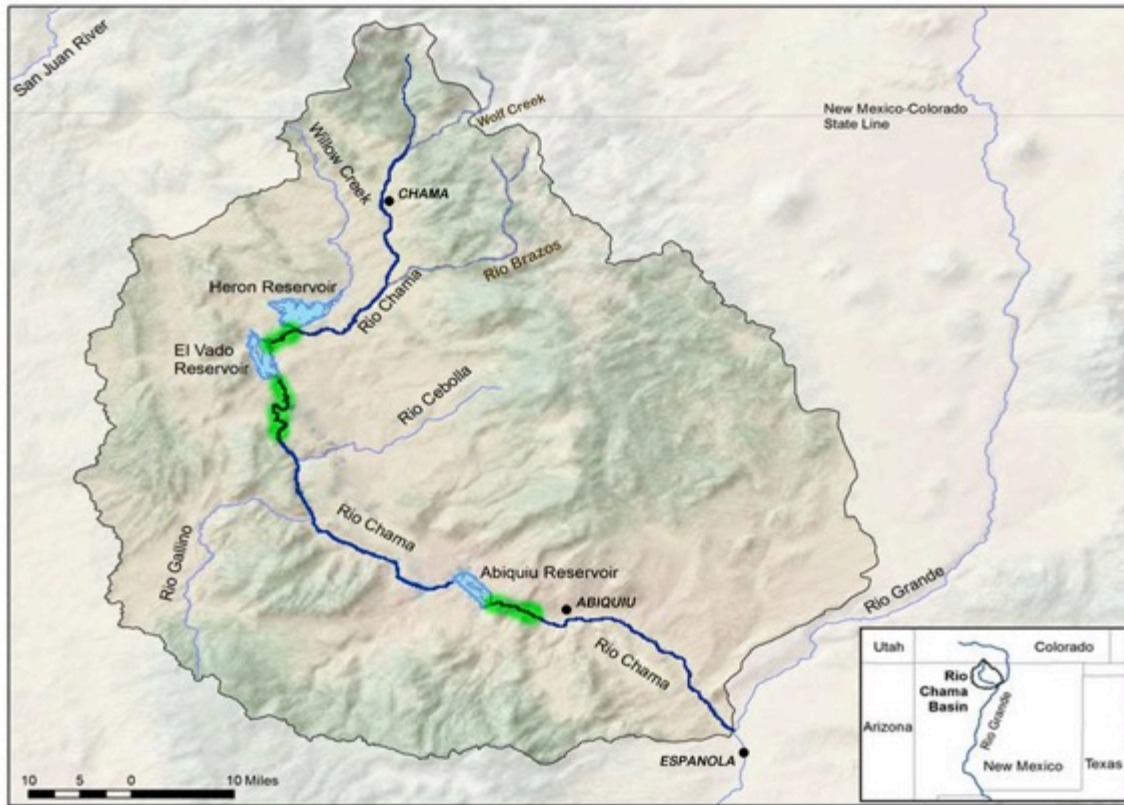 San Juan River
Wolf Creek
New Mexico-Colorado
State Line
Willow Creek
CHAMA
Rio Brazos
Heron Reservoir
Rio Chama
El Vado
Reservoir
Rio Cebolla
Rio Chama
Rio Gallino
Abiquiu Reservoir
ABIQUIU
Rio Grande
Rio Chama
ESPANOLA
10 5 0 10 Miles
Utah
Colorado
Rio
Chama
Basin
Arizona
Rio Grande
New Mexico
Texas